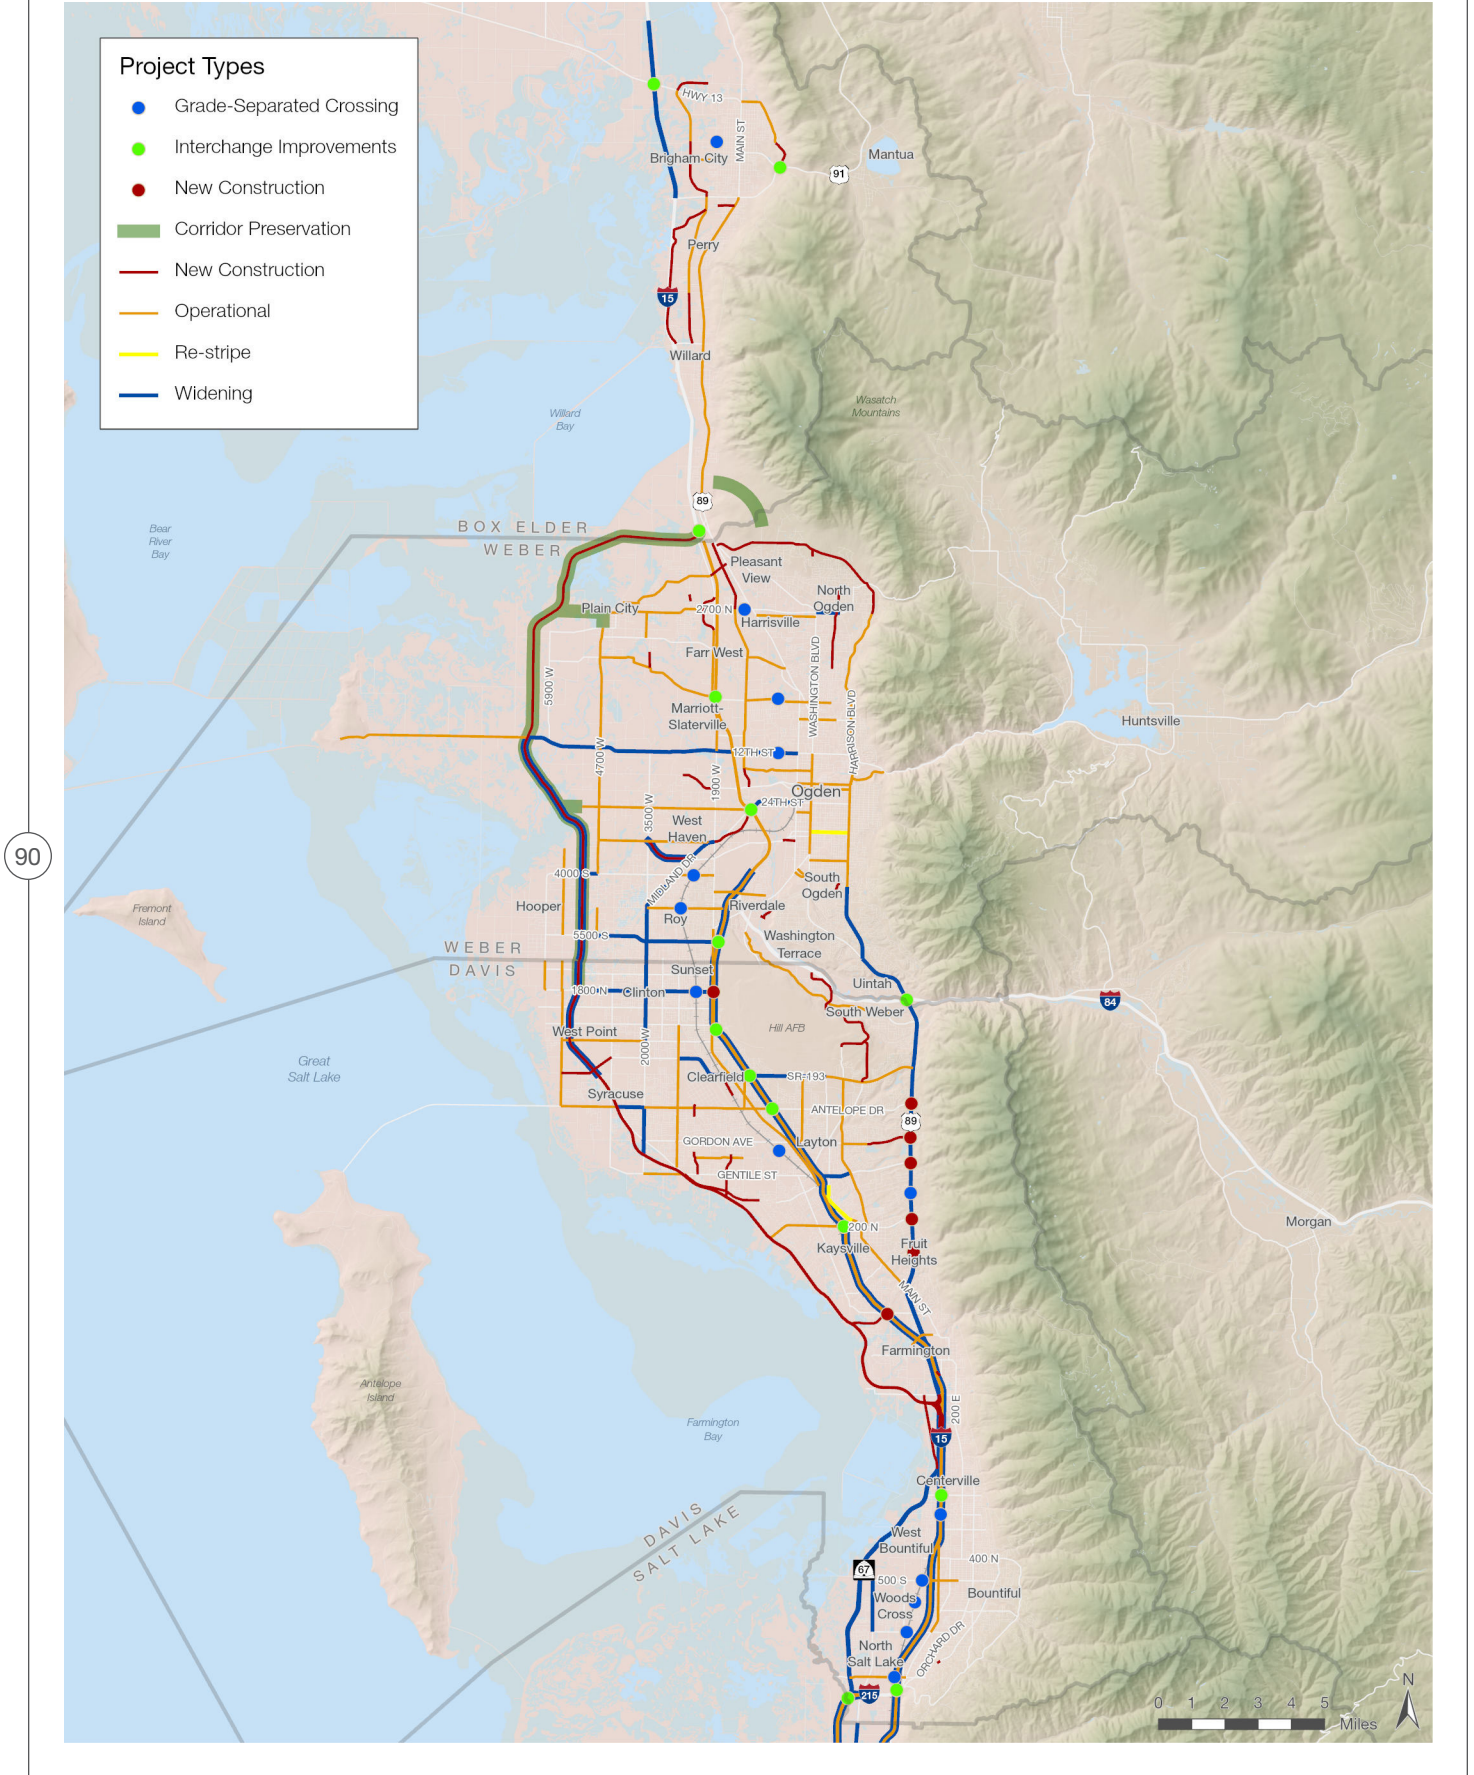 Project Types
Grade-Separated Crossing
Interchange Improvements
New Construction
Corridor Preservation
New Construction
Operational
Re-stripe
Widening
HWY 13
MAIN ST
Brigham City
91
Mantua
Perry
15
Willard
Willard
Bay
Wasatch
Mountains
89
Bear
River
Bay
BOX ELDER
WEBER
Pleasant
View
North
Ogden
Plain City
2700 N
Harrisville
Farr West
WASHINGTON BLVD
5900 W
HARRISON BLVD
Marriott-
Slaterville
Huntsville
4700 W
12TH ST
1900 W
Ogden
24TH ST
3500 W
West
Haven
90
MIDLAND DR
4000 S
South
Ogden
Hooper
Riverdale
Roy
Fremont
Island
5500 S
Washington
Terrace
WEBER
DAVIS
Sunset
Uintah
1800 N
Clinton
84
South Weber
West Point
Hill AFB
2000 W
Great
Salt Lake
Clearfield
SR-193
Syracuse
ANTELOPE DR
89
GORDON AVE
Layton
GENTILE ST
Morgan
200 N
Kaysville
Fruit
Heights
MAIN ST
Farmington
Antelope
Island
200 E
Farmington
Bay
15
Centerville
DAVIS
SALT LAKE
West
Bountiful
400 N
67
500 S
Bountiful
Woods
Cross
North
Salt Lake
ORCHARD DR
215
N
0 1 2 3 4 5
Miles